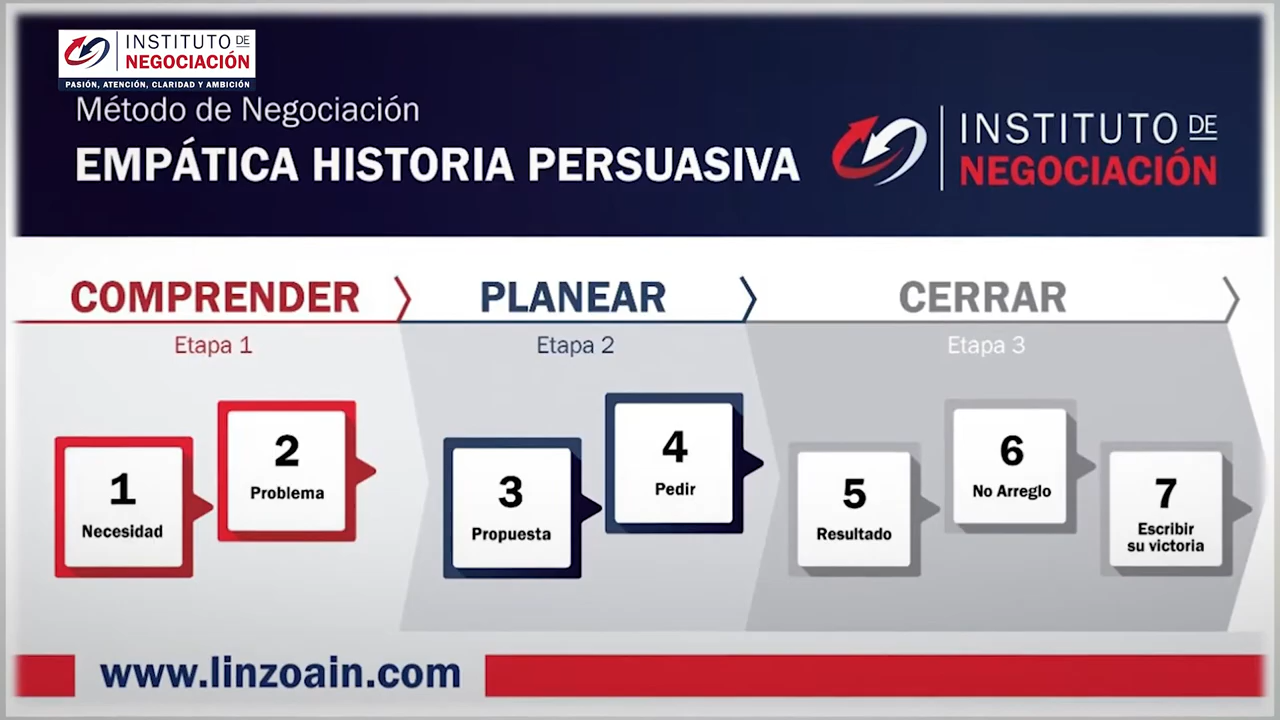 INSTITUTO DE
NEGOCIACIÓN
PASIÓN, ATENCIÓN, CLARIDAD Y AMBICIÓN
Método de Negociación
EMPÁTICA HISTORIA PERSUASIVA
INSTITUTO DE
NEGOCIACIÓN
COMPRENDER
Etapa 1
PLANEAR
Etapa 2
CERRAR
Etapa 3
1
Necesidad
2
Problema
3
Propuesta
4
Pedir
5
Resultado
6
No Arreglo
7
Escribir
su victoria
www.linzoain.com